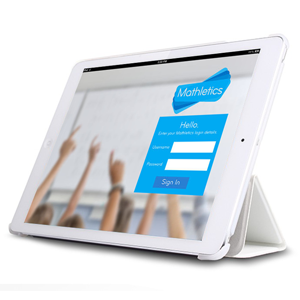 Mathletics
Hello.
Enter your Mathletics login details
Username
Password
Sign In